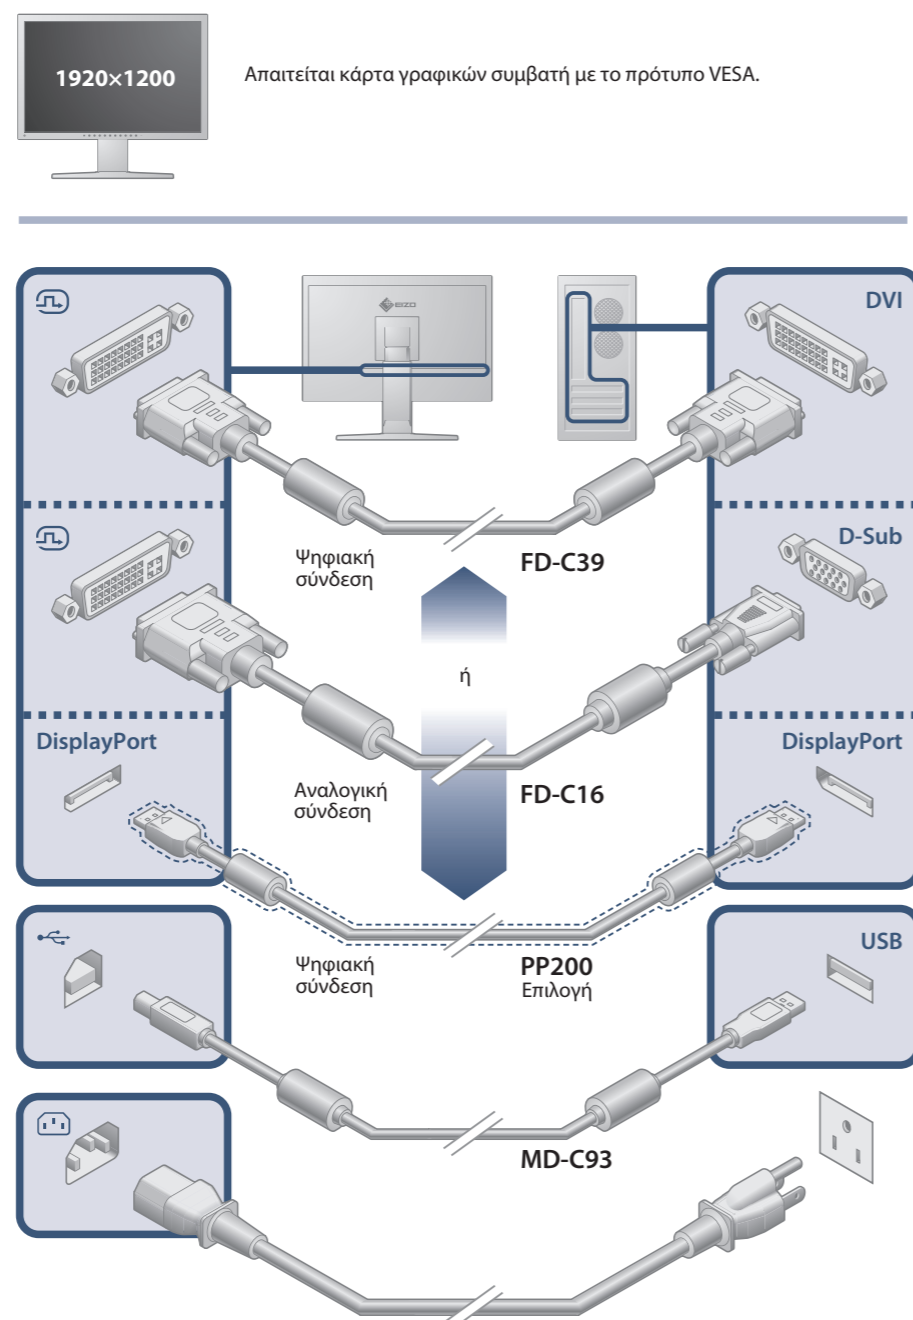 1920×1200
Απαιτείται κάρτα γραφικών συμβατή με το πρότυπο VESA.
EIZO
DVI
Ψηφιακή
σύνδεση
FD-C39
D-Sub
ή
DisplayPort
DisplayPort
Αναλογική
σύνδεση
FD-C16
Ψηφιακή
σύνδεση
PP200
Επιλογή
USB
MD-C93